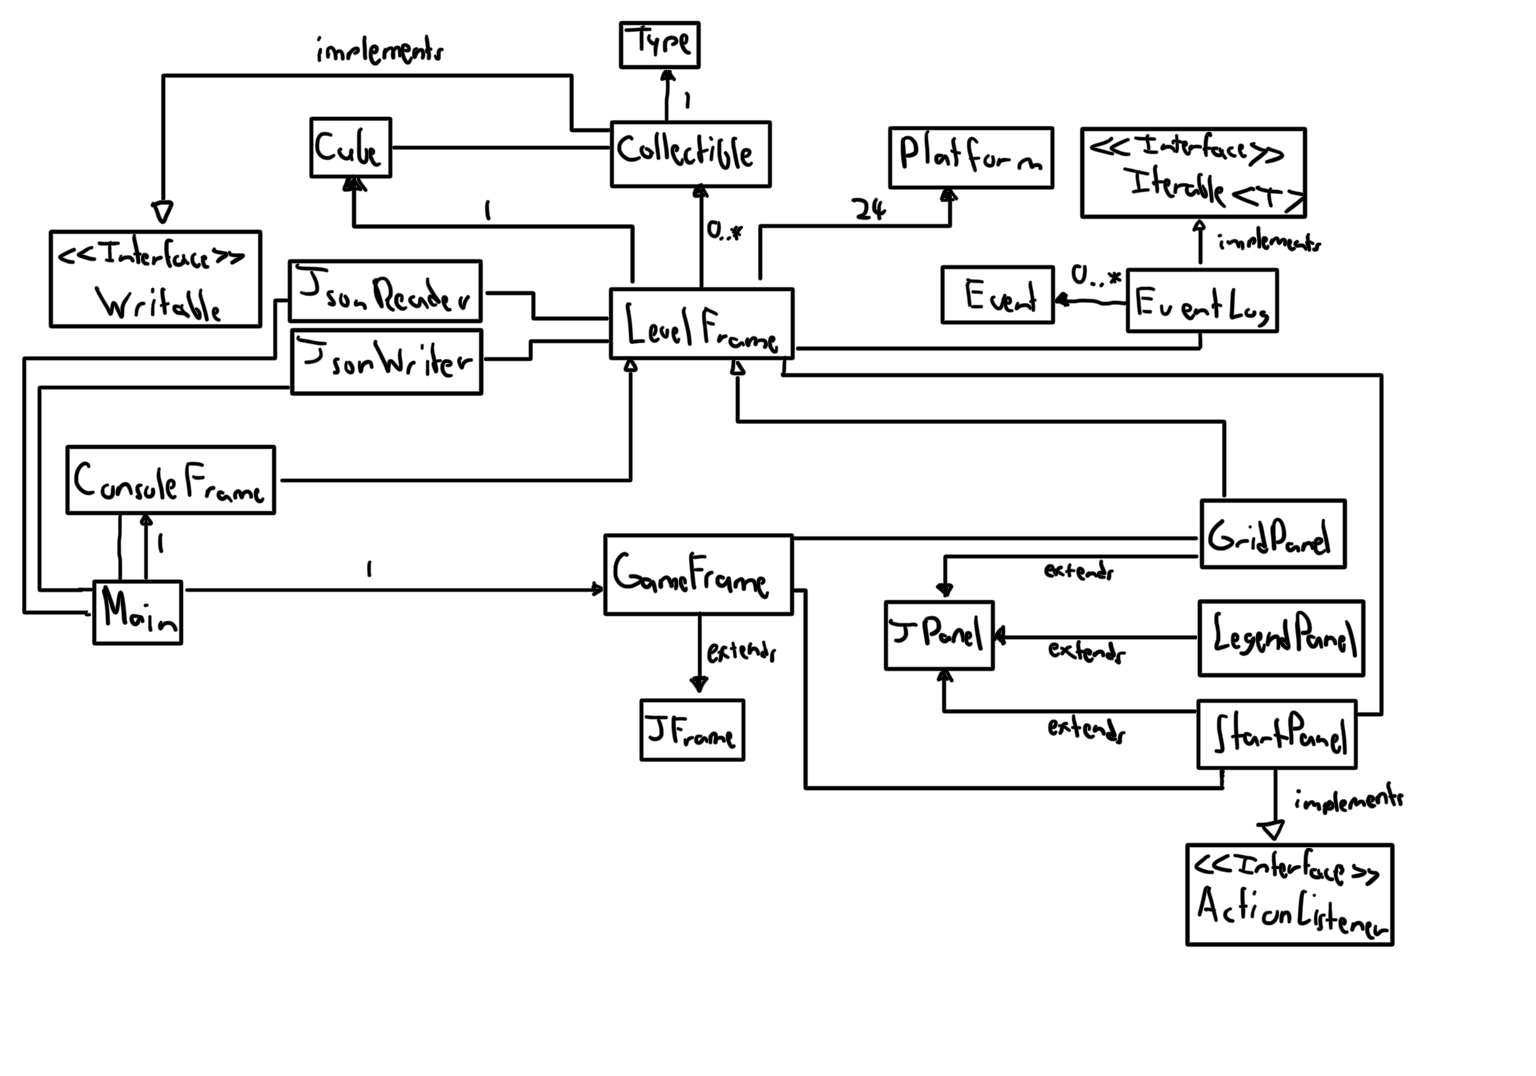 Type
implements
1
Cube
Collectible
Platform
<<Interface>>
Iterable<T>
1
0..*
24
implements
<<Interface>>
Writable
JsonReader
LevelFrame
Event
0..*
EventLog
JsonWriter
ConsoleFrame
1
GridPanel
GameFrame
extends
1
Main
JPanel
LegendPanel
extends
extends
JFrame
StartPanel
extends
implements
<<Interface>>
ActionListener